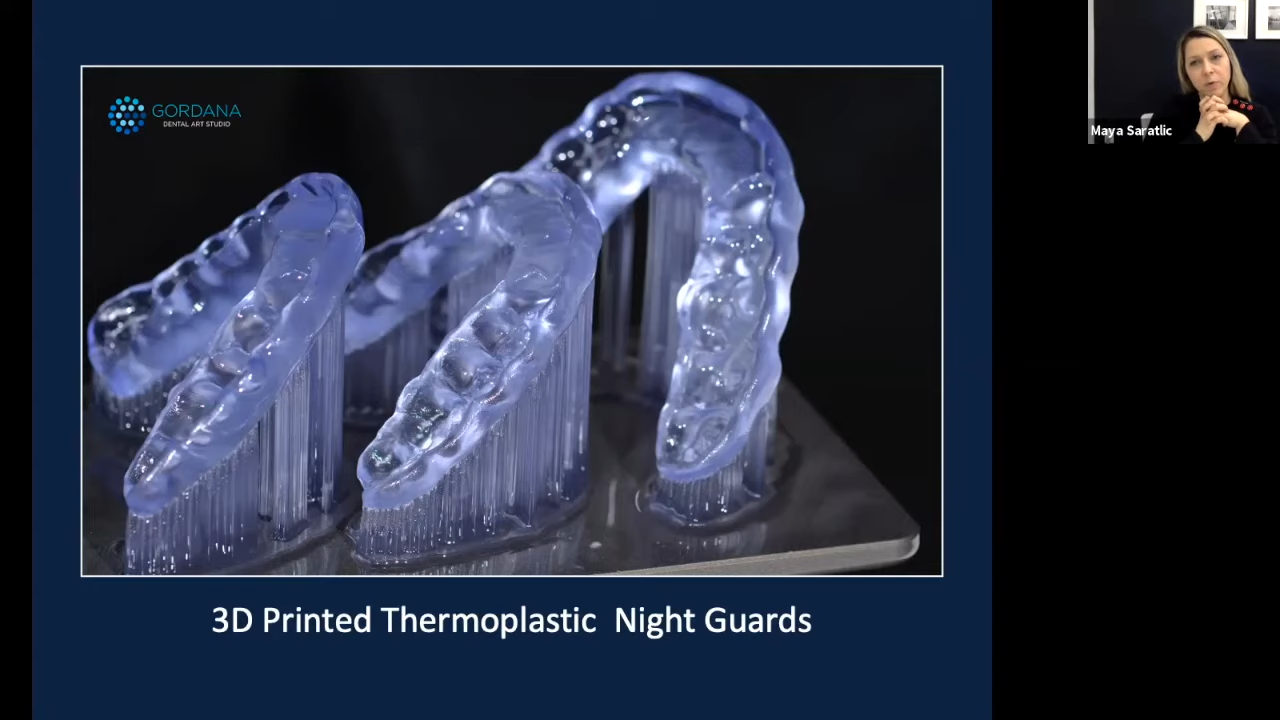 GORDANA
DENTAL ART STUDIO
Maya Saratlic
3D Printed Thermoplastic  Night Guards